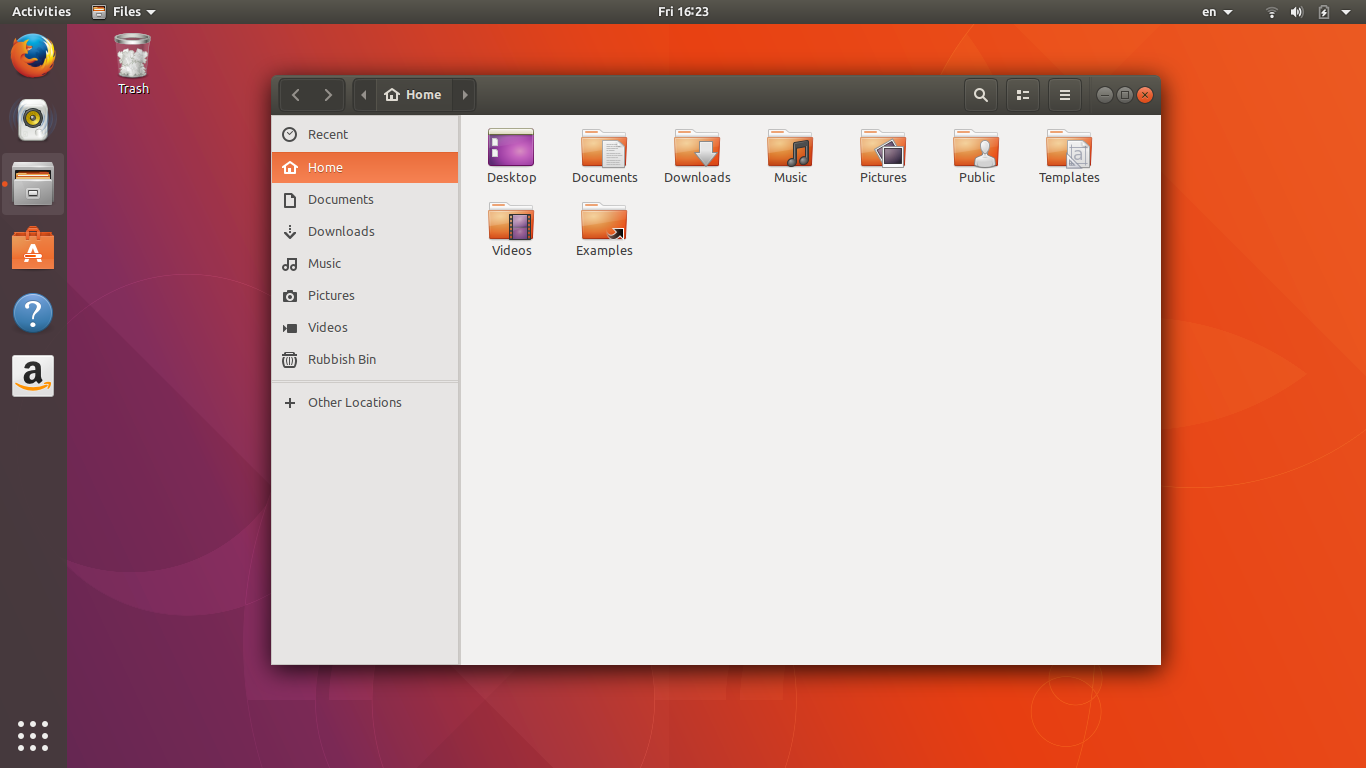 Activities Files Fri 16:23 en
Trash
Home
Recent
Home
Documents
Downloads
Music
Pictures
Videos
Rubbish Bin
Other Locations
Desktop Documents Downloads Music Pictures Public Templates
Videos Examples
A
?
a
a